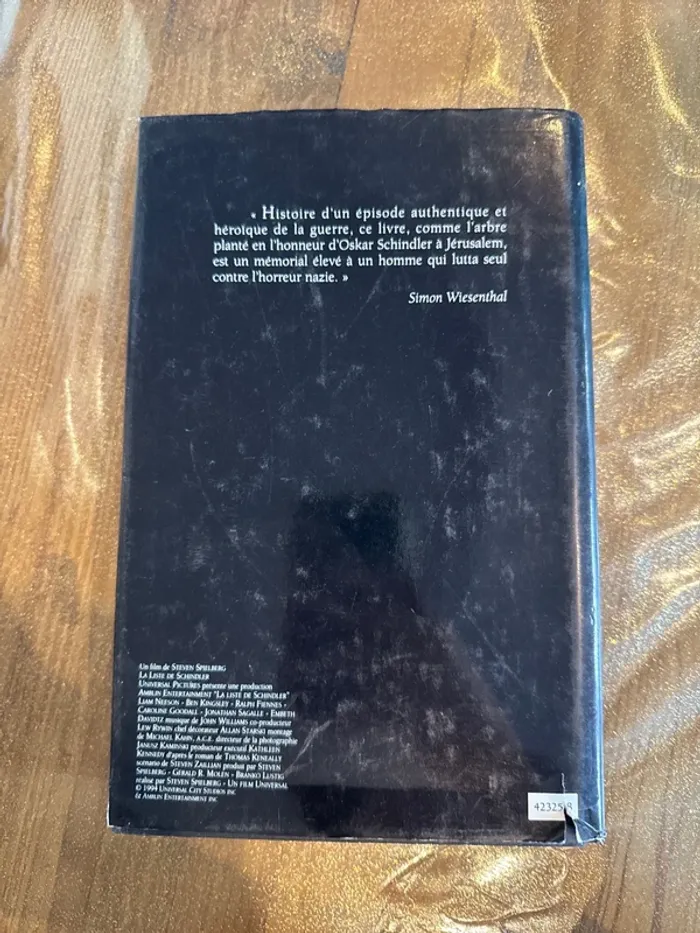 « Histoire d'un épisode authentique et
héroïque de la guerre, ce livre, comme l'arbre
planté en l'honneur d'Oskar Schindler à Jérusalem,
est un mémorial élevé à un homme qui lutta seul
contre l'horreur nazie. »
Simon Wiesenthal
Un film de STEVEN SPIELBERG
LA LISTE DE SCHINDLER
UNIVERSAL PICTURES présente une production
AMBLIN ENTERTAINMENT "LA LISTE DE SCHINDLER"
LIAM NEESON - BEN KINGSLEY - RALPH FIENNES -
CAROLINE GOODALL - JONATHAN SAGALLE - EMBETH
DAVIDTZ musique de JOHN WILLIAMS co-producteur
LEW RYWIN chef décorateur ALLAN STARSKI montage
de MICHAEL KAHN, A.C.E. directeur de la photographie
JANUSZ KAMINSKI producteur exécutif KATHLEEN
KENNEDY d'après le roman de THOMAS KENEALLY
scénario de STEVEN ZAILLIAN produit par STEVEN
SPIELBERG - GERALD R. MOLEN - BRANKO LUSTIG
réalisé par STEVEN SPIELBERG - UN FILM UNIVERSAL
© 1994 UNIVERSAL CITY STUDIOS INC
& AMBLIN ENTERTAINMENT INC